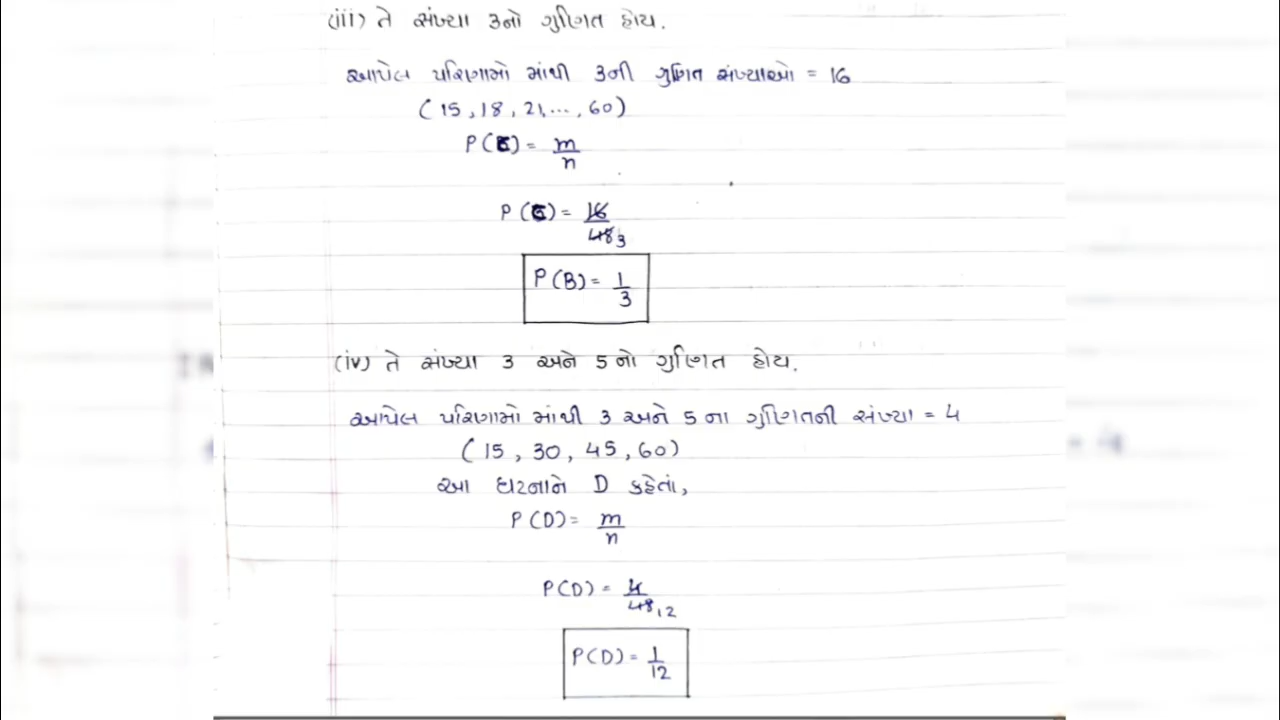 (iii) તે સંખ્યા 3નો ગુણિત હોય.
આપેલ પરિણામો માંથી 3ની ગુણિત સંખ્યાઓ = 16
(15, 18, 21, ..., 60)
P(C) = m/n
P(C) = 16/48 3
P(B) = 1/3
(iv) તે સંખ્યા 3 અને 5નો ગુણિત હોય.
આપેલ પરિણામો માંથી 3 અને 5 ના ગુણિતની સંખ્યા = 4
(15, 30, 45, 60)
આ ઘટનાને D કહેતાં,
P(D) = m/n
P(D) = 4/48 12
P(D) = 1/12